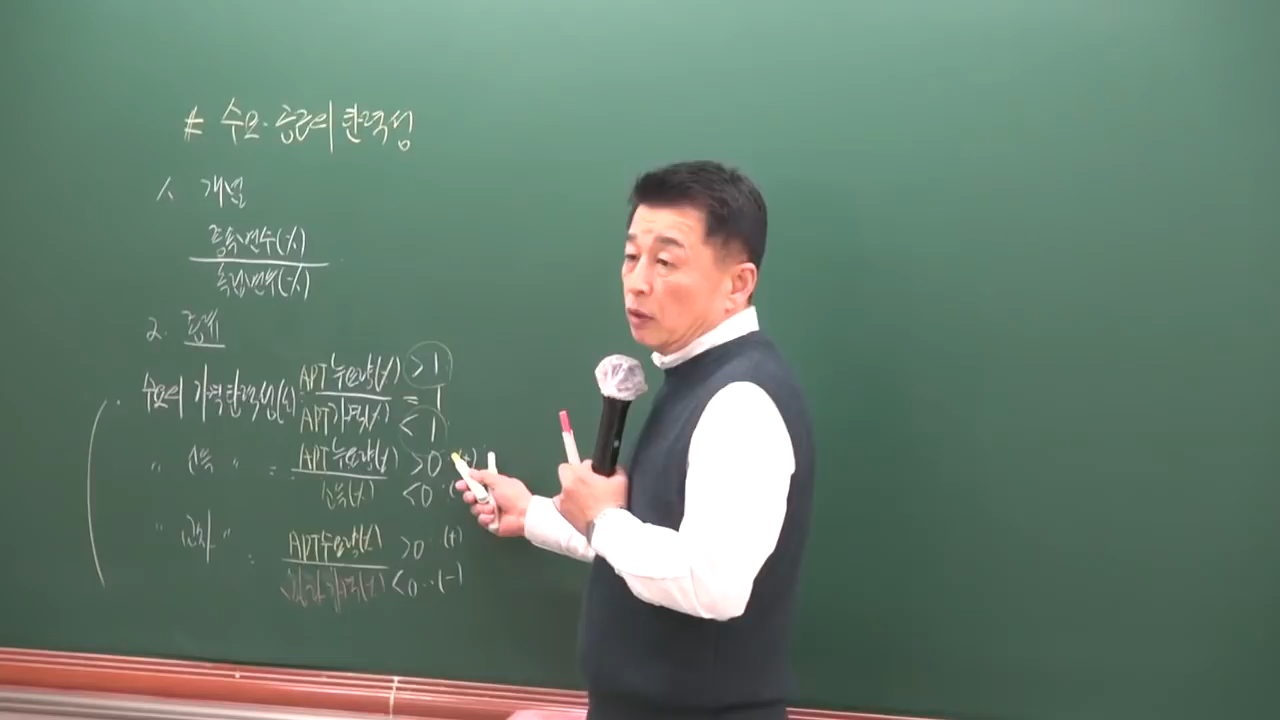 # 수요·공급의 탄력성
1. 개념
종속변수(%)
독립변수(%)
2. 종류
수요의 가격탄력성 = APT 수요량(%) > 1
= 1
APT 가격(%) < 1
〃 소득 〃 = APT 수요량(%) > 0 (+)
소득(%) < 0
〃 교차 〃 = APT 수요량(%) > 0 ·· (+)
가격(%) < 0 ·· (-)